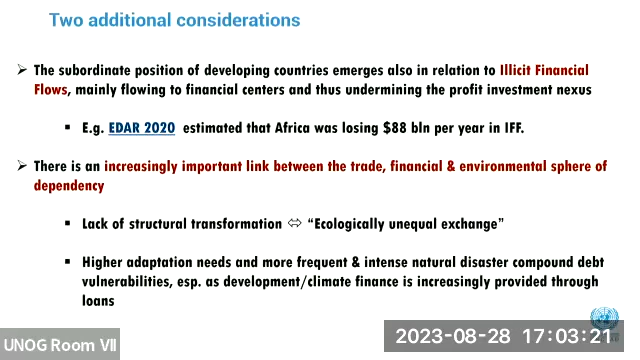 Two additional considerations
➢ The subordinate position of developing countries emerges also in relation to Illicit Financial
Flows, mainly flowing to financial centers and thus undermining the profit investment nexus
▪ E.g. EDAR 2020 estimated that Africa was losing $88 bln per year in IFF.
➢ There is an increasingly important link between the trade, financial & environmental sphere of
dependency
▪ Lack of structural transformation ⬄ “Ecologically unequal exchange”
▪ Higher adaptation needs and more frequent & intense natural disaster compound debt
vulnerabilities, esp. as development/climate finance is increasingly provided through
loans
UNOG Room VII
2023-08-28 17:03:21